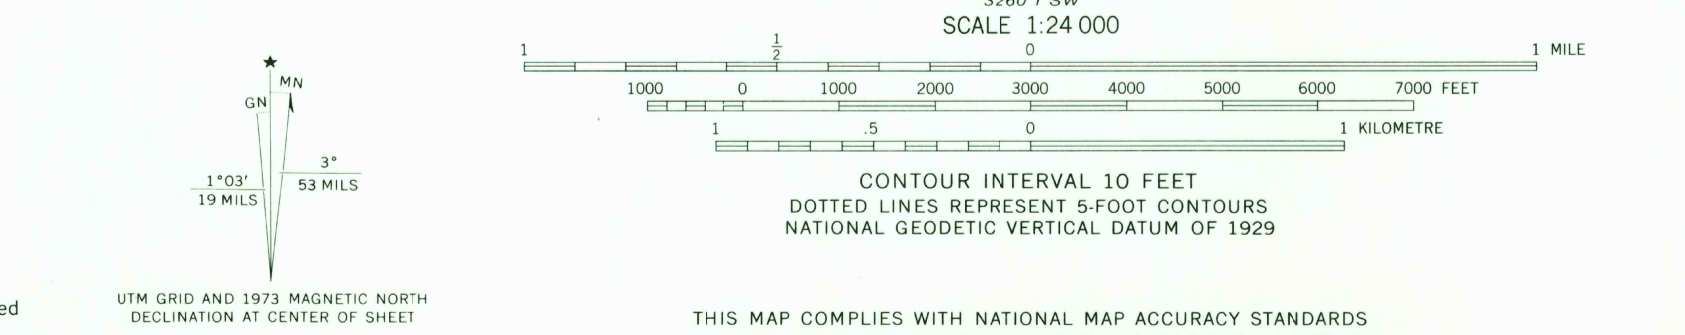 3260 I SW
SCALE 1:24 000
1 1/2 0 1 MILE
1000 0 1000 2000 3000 4000 5000 6000 7000 FEET
1 .5 0 1 KILOMETRE
CONTOUR INTERVAL 10 FEET
DOTTED LINES REPRESENT 5-FOOT CONTOURS
NATIONAL GEODETIC VERTICAL DATUM OF 1929
THIS MAP COMPLIES WITH NATIONAL MAP ACCURACY STANDARDS
★
MN
GN
3°
53 MILS
1°03′
19 MILS
UTM GRID AND 1973 MAGNETIC NORTH
DECLINATION AT CENTER OF SHEET
ed